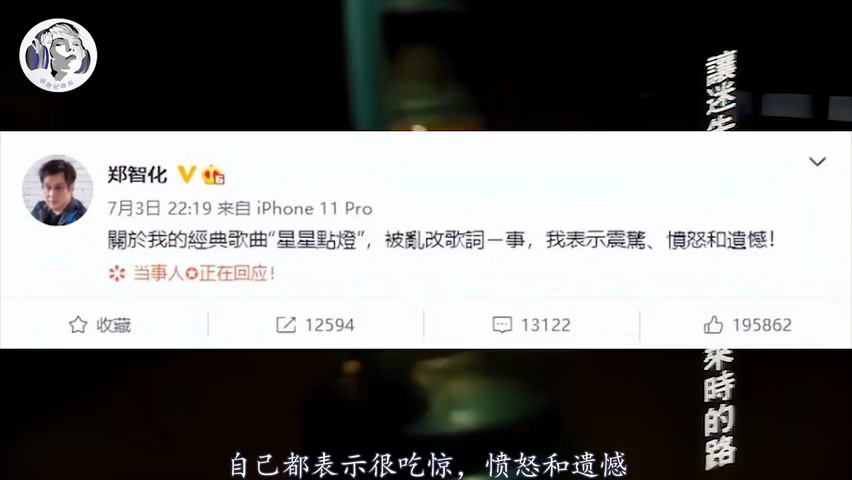 郑智化
7月3日 22:19 来自 iPhone 11 Pro
關於我的經典歌曲“星星點燈”，被亂改歌詞一事，我表示震驚、憤怒和遺憾！
当事人✪正在回应！
收藏
12594
13122
195862
讓迷失
來時的路
自己都表示很吃惊，愤怒和遗憾